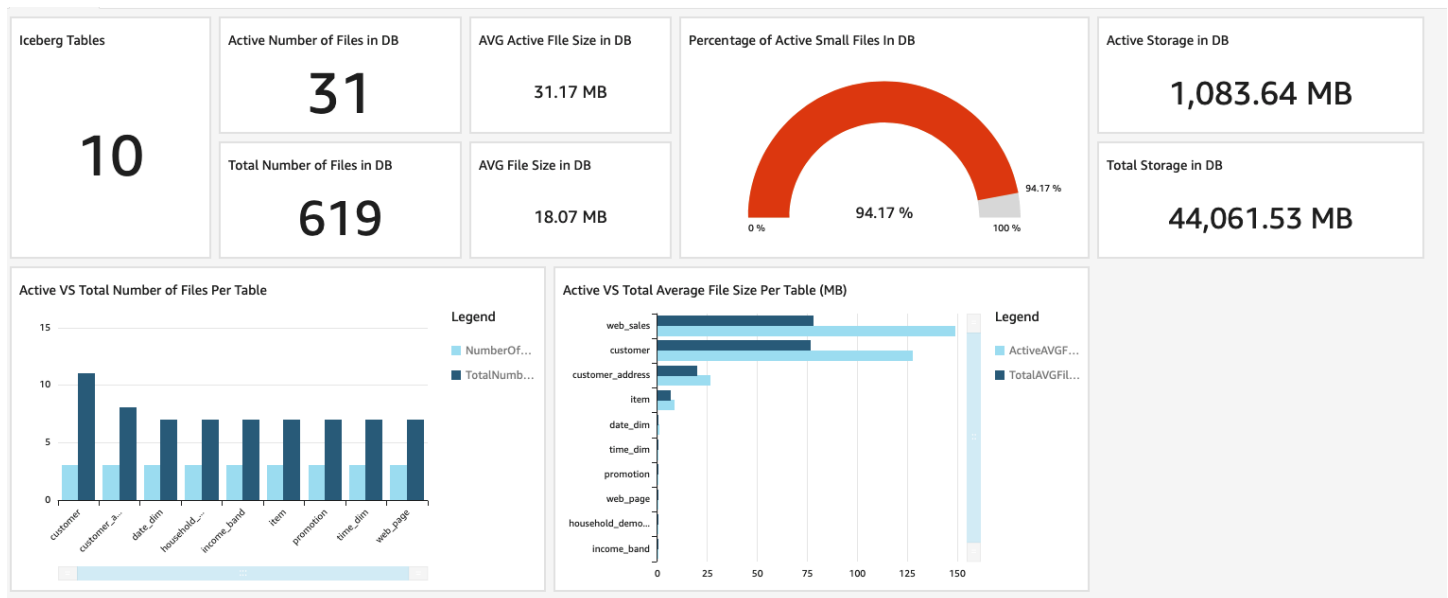 Iceberg Tables
10
Active Number of Files in DB
31
Total Number of Files in DB
619
AVG Active FIle Size in DB
31.17 MB
AVG File Size in DB
18.07 MB
Percentage of Active Small Files In DB
94.17 %
94.17 %
0 %
100 %
Active Storage in DB
1,083.64 MB
Total Storage in DB
44,061.53 MB
Active VS Total Number of Files Per Table
15
10
5
0
customer
customer_a...
date_dim
household_...
income_band
item
promotion
time_dim
web_page
Legend
NumberOf...
TotalNumb...
Active VS Total Average File Size Per Table (MB)
web_sales
customer
customer_address
item
date_dim
time_dim
promotion
web_page
household_demo...
income_band
0 25 50 75 100 125 150
Legend
ActiveAVGF...
TotalAVGFil...